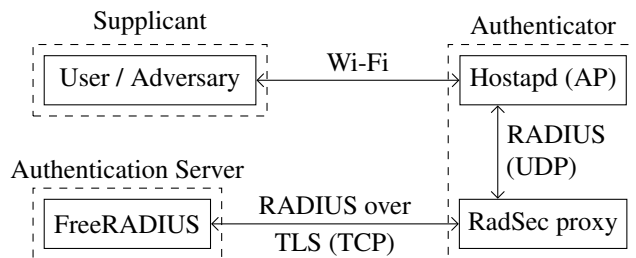 Supplicant
Authenticator
User / Adversary
Wi-Fi
Hostapd (AP)
RADIUS
(UDP)
Authentication Server
FreeRADIUS
RADIUS over
TLS (TCP)
RadSec proxy